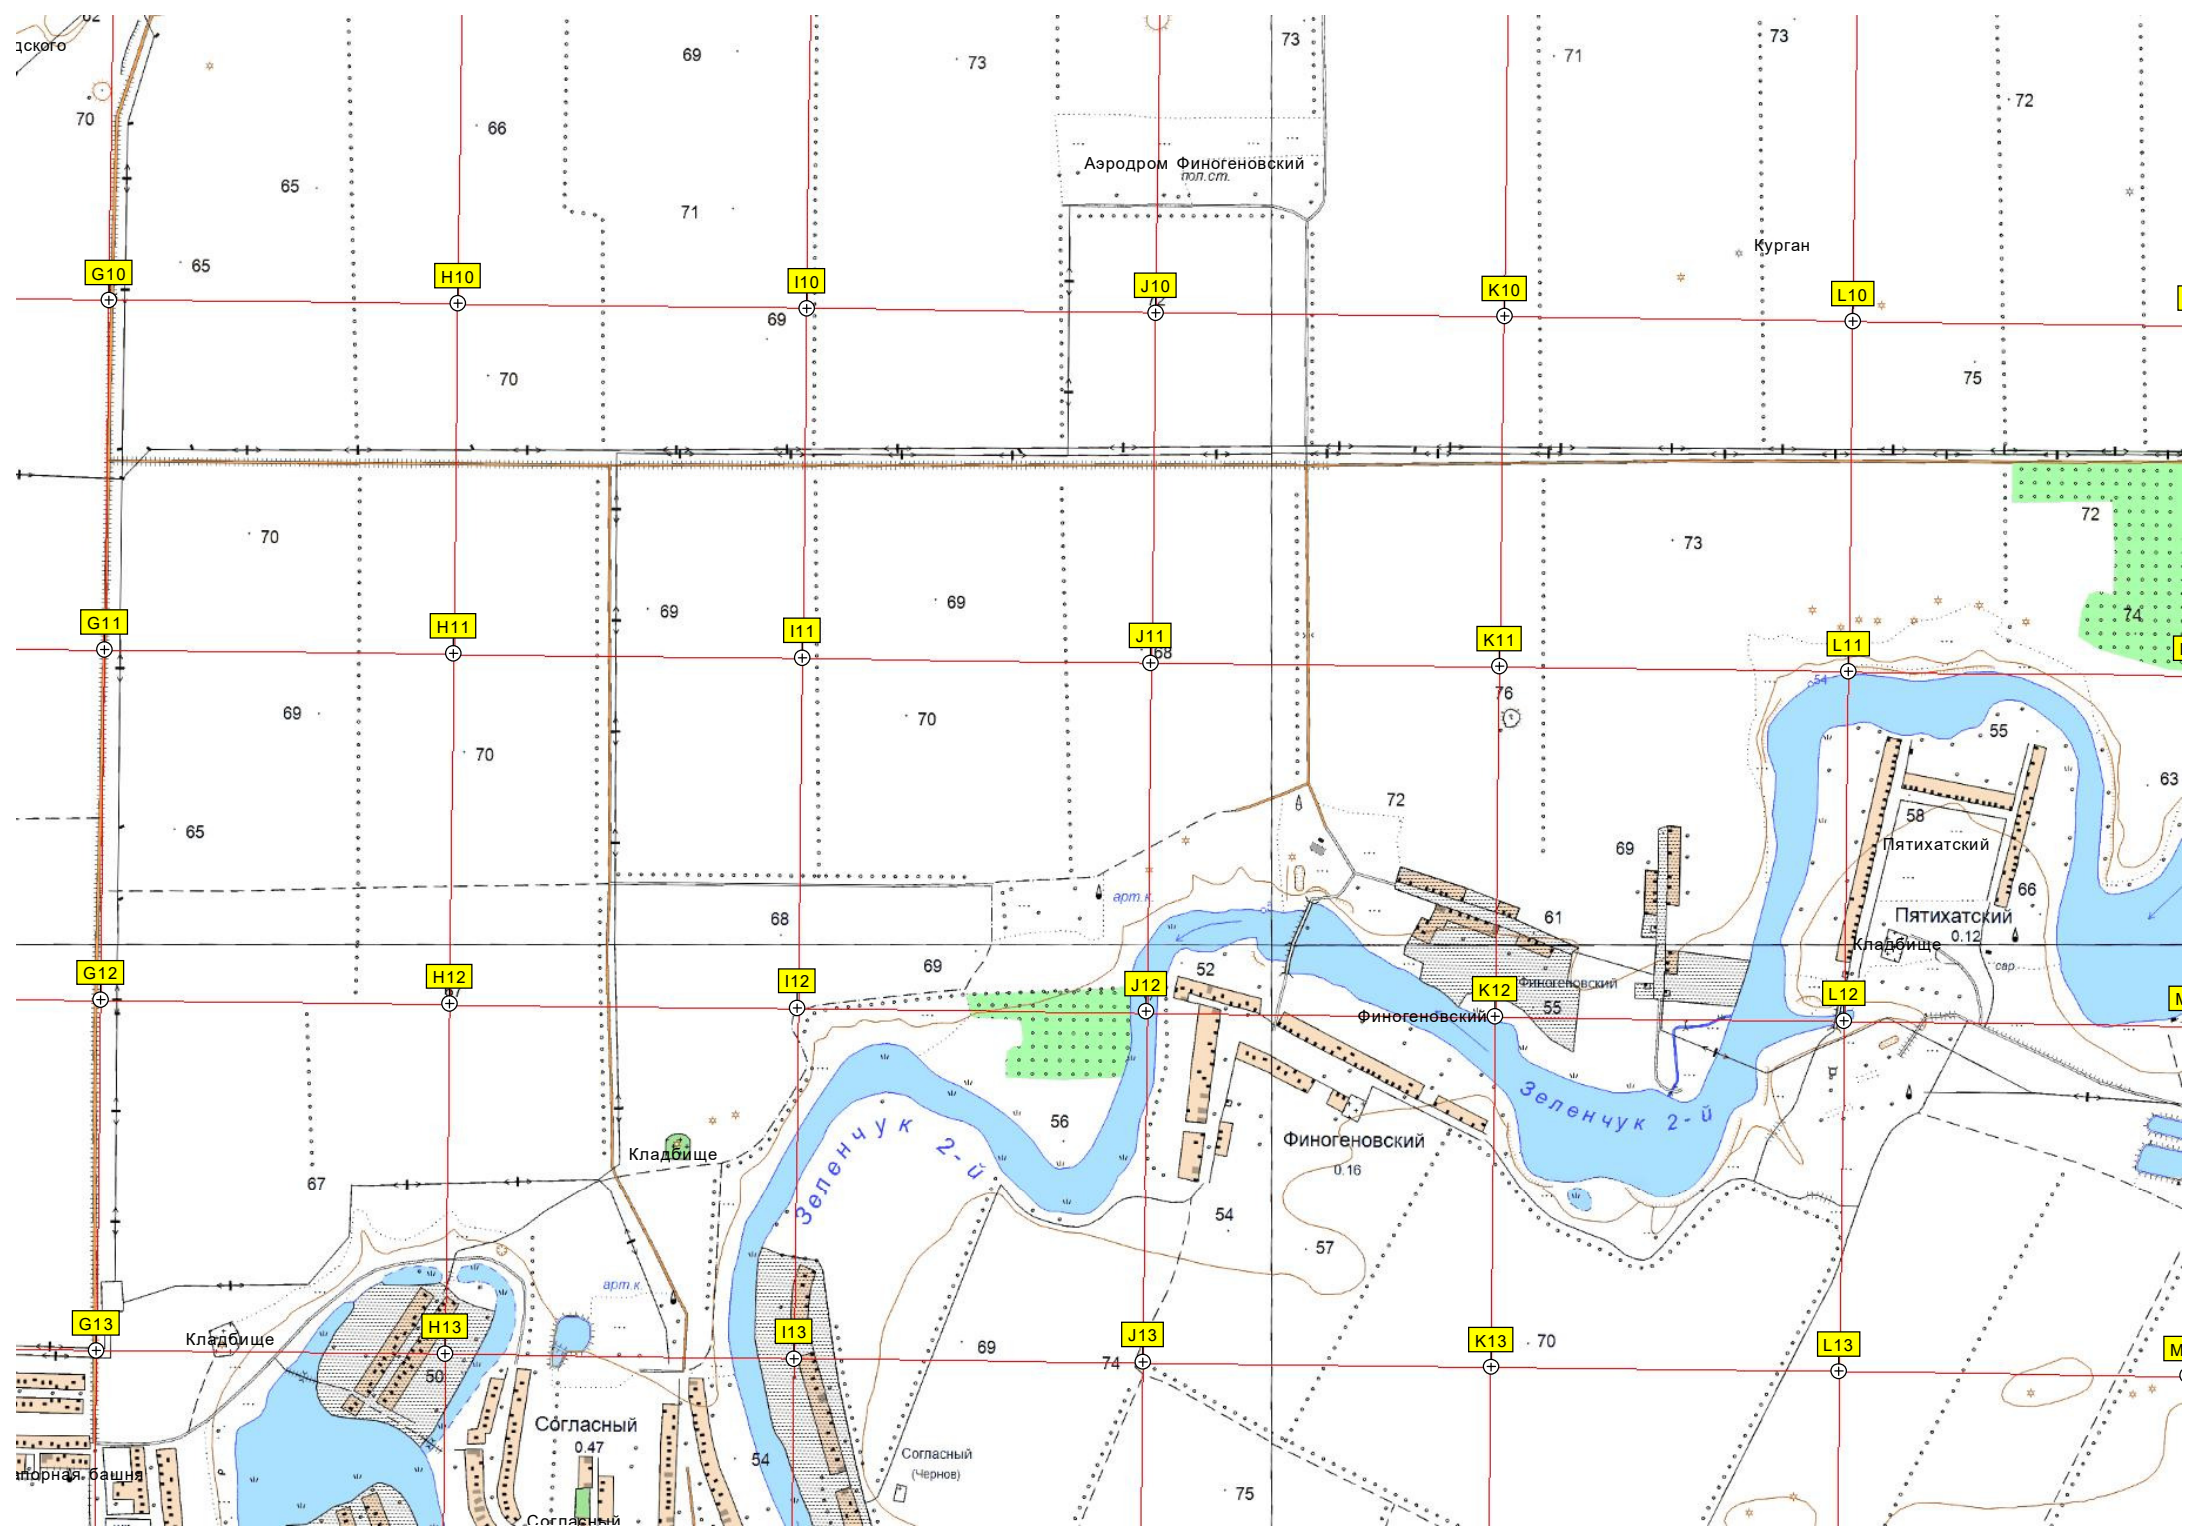 62
73
69
73
71
73
дского
72
70
66
Аэродром Финогеновский
пол.ст.
65
71
Курган
65
G10
H10
I10
J10
K10
L10
69
70
75
72
70
73
69
69
74
G11
H11
I11
J11
K11
L11
68
54
76
69
70
55
70
63
72
58
65
69
Пятихатский
66
арт.к.
68
61
Пятихатский
0.12
Кладбище
69
52
сар.
G12
H12
I12
J12
K12
L12
Финогеновский
55
Финогеновский
Зеленчук 2-й
56
Зеленчук 2-й
Финогеновский
0.16
Кладбище
67
54
57
арт.к.
G13
H13
I13
J13
K13
L13
Кладбище
69
74
70
50
Согласный
0.47
54
Согласный
(Чернов)
апорная башня
75
Согласный